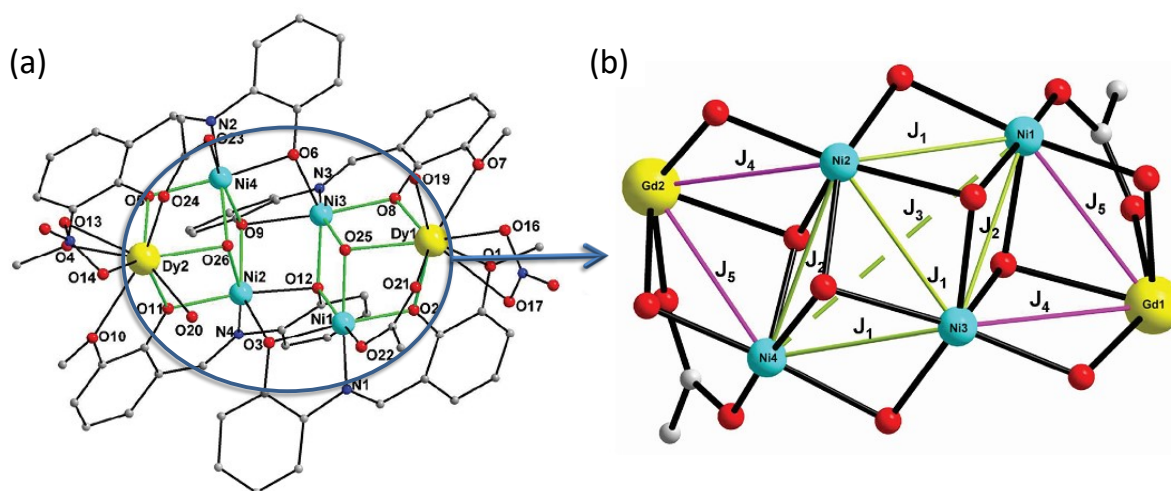 (a)
N2
O23
O6
O7
N3
O19
Ni4
Ni3
O5
O24
O8
O13
O16
O9
O25
Dy1
O4
O1
O26
Dy2
O14
O12
O21
Ni2
O17
O11
O2
O20
Ni1
O10
N4
O3
O22
N1
(b)
Ni1
J1
Ni2
Gd2
J4
J3
J5
J2
J5
J2
J1
J4
Gd1
J1
Ni3
Ni4